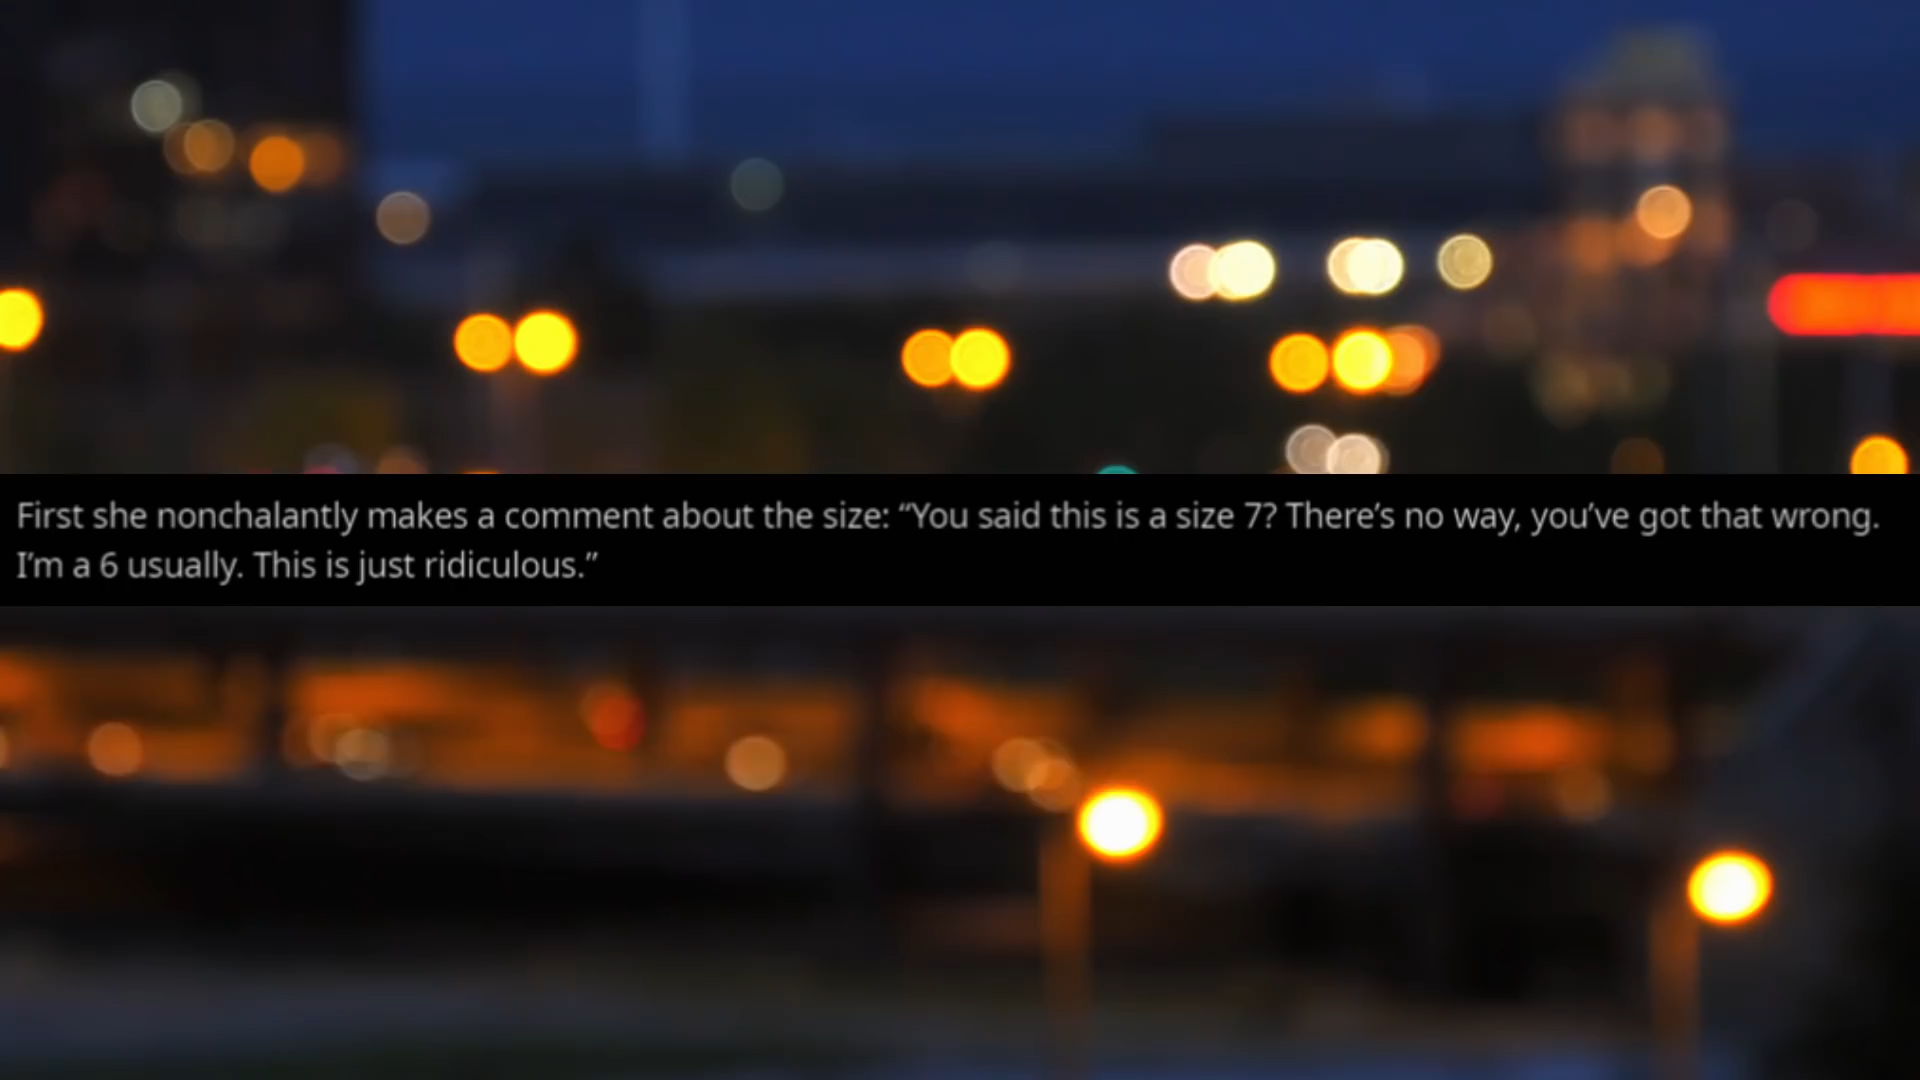 First she nonchalantly makes a comment about the size: “You said this is a size 7? There’s no way, you’ve got that wrong.
I’m a 6 usually. This is just ridiculous.”